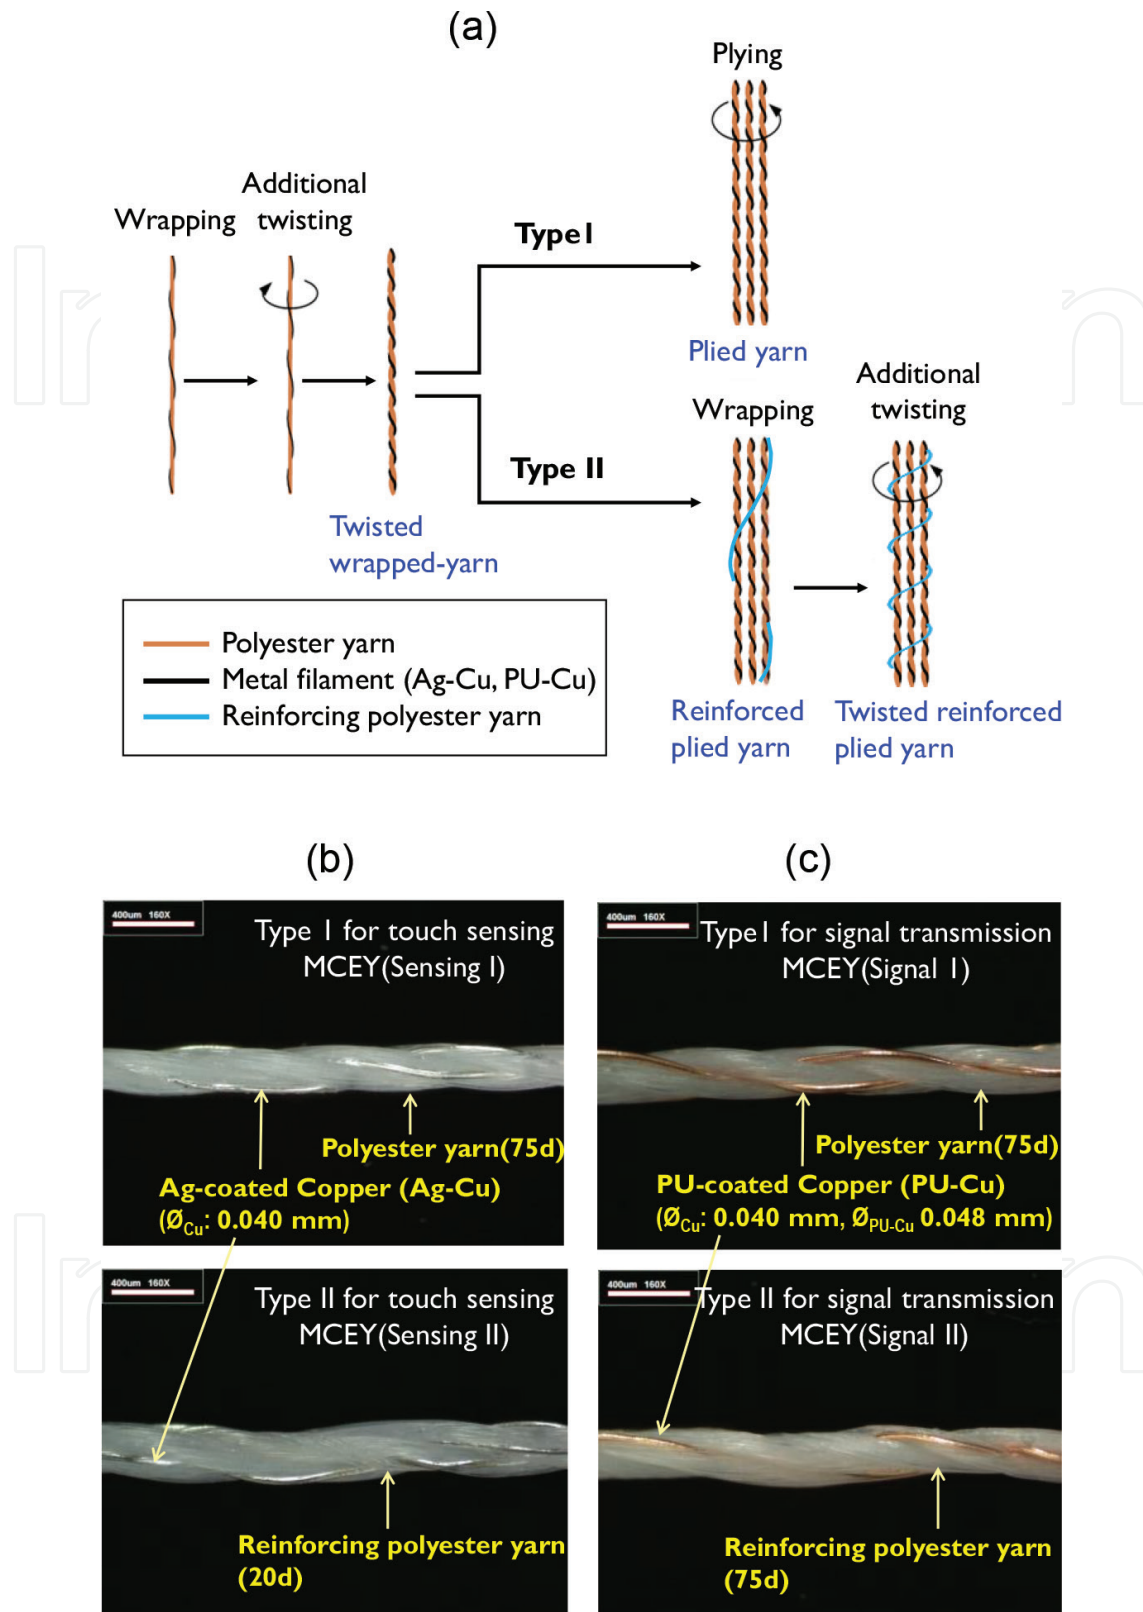 (a)
Plying
Additional
twisting
Wrapping
Type I
Plied yarn
Additional
twisting
Wrapping
Type II
Twisted
wrapped-yarn
Polyester yarn
Metal filament (Ag-Cu, PU-Cu)
Reinforcing polyester yarn
Reinforced
plied yarn
Twisted reinforced
plied yarn
(b)
400um 160X
Type I for touch sensing
MCEY(Sensing I)
Polyester yarn(75d)
Ag-coated Copper (Ag-Cu)
(Ø_Cu: 0.040 mm)
400um 160X
Type II for touch sensing
MCEY(Sensing II)
Reinforcing polyester yarn
(20d)
(c)
400um 160X
Type I for signal transmission
MCEY(Signal I)
Polyester yarn(75d)
PU-coated Copper (PU-Cu)
(Ø_Cu: 0.040 mm, Ø_PU-Cu 0.048 mm)
400um 160X
Type II for signal transmission
MCEY(Signal II)
Reinforcing polyester yarn
(75d)